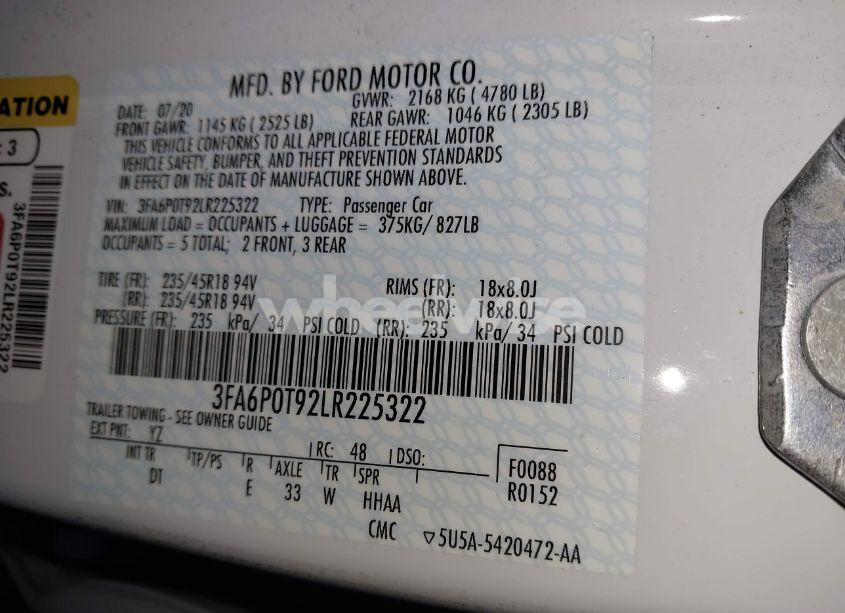 MFD. BY FORD MOTOR CO.
DATE: 07/20 GVWR: 2168 KG ( 4780 LB)
FRONT GAWR: 1145 KG ( 2525 LB) REAR GAWR: 1046 KG ( 2305 LB)
THIS VEHICLE CONFORMS TO ALL APPLICABLE FEDERAL MOTOR
VEHICLE SAFETY, BUMPER, AND THEFT PREVENTION STANDARDS
IN EFFECT ON THE DATE OF MANUFACTURE SHOWN ABOVE.
VIN: 3FA6P0T92LR225322 TYPE: Passenger Car
MAXIMUM LOAD = OCCUPANTS + LUGGAGE = 375KG/ 827LB
OCCUPANTS = 5 TOTAL; 2 FRONT, 3 REAR
TIRE (FR): 235/45R18 94V RIMS (FR): 18x8.0J
(RR): 235/45R18 94V (RR): 18x8.0J
PRESSURE (FR): 235 kPa/ 34 PSI COLD (RR): 235 kPa/ 34 PSI COLD
3FA6P0T92LR225322
TRAILER TOWING - SEE OWNER GUIDE
EXT PNT: YZ RC: 48 DSO:
INT TR TP/PS R AXLE TR SPR
DT E 33 W HHAA
F0088
R0152
CMC ▽5U5A-5420472-AA
ATION
: 3
S.
3FA6P0T92LR225322